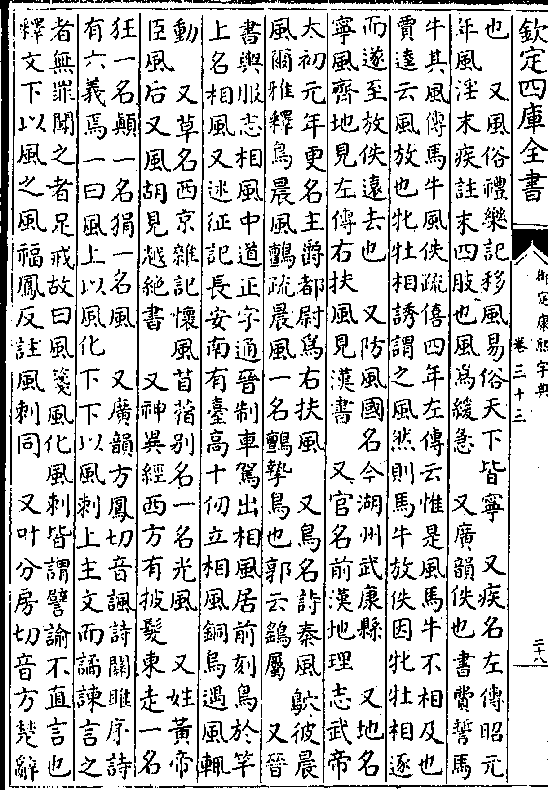 欽定四庫全書
御定康熙字典
卷三十三
二十八
也　又風俗禮樂記移風易俗天下皆寧　又疾名左傳昭元
年風淫末疾註末四肢也風爲緩急　又廣韻佚也書費誓馬
牛其風傳馬牛風佚疏僖四年左傳云惟是風馬牛不相及也
賈逵云風放也牝牡相誘謂之風然則馬牛放佚因牝牡相逐
而遂至放佚遠去也　又防風國名今湖州武康縣　又地名
寧風齊地見左傳右扶風見漢書　又官名前漢地理志武帝
太初元年更名主爵都尉爲右扶風　又鳥名詩秦風鴥彼晨
風爾雅釋鳥晨風鸇疏晨風一名鸇摯鳥也郭云鷂屬　又晉
書輿服志相風中道正字通晉制車駕出相風居前刻烏於竿
上名相風又述征記長安南有臺高十仞立相風銅烏遇風輒
動　又草名西京雜記懷風苜蓿別名一名光風　又姓黃帝
臣風后又風胡見越絕書　又神異經西方有披髮東走一名
狂一名顛一名狷一名風　又廣韻方鳳切音諷詩關雎序詩
有六義焉一曰風上以風化下下以風刺上主文而譎諫言之
者無罪聞之者足戒故曰風箋風化風刺皆謂譬諭不直言也
釋文下以風之風福鳳反註風刺同　又叶分房切音方楚辭